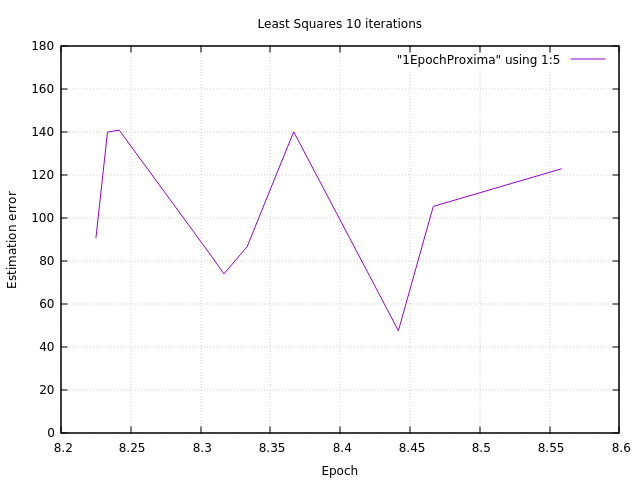 Least Squares 10 iterations
"1EpochProxima" using 1:5
180
160
140
120
100
80
60
40
20
0
Estimation error
8.2 8.25 8.3 8.35 8.4 8.45 8.5 8.55 8.6
Epoch